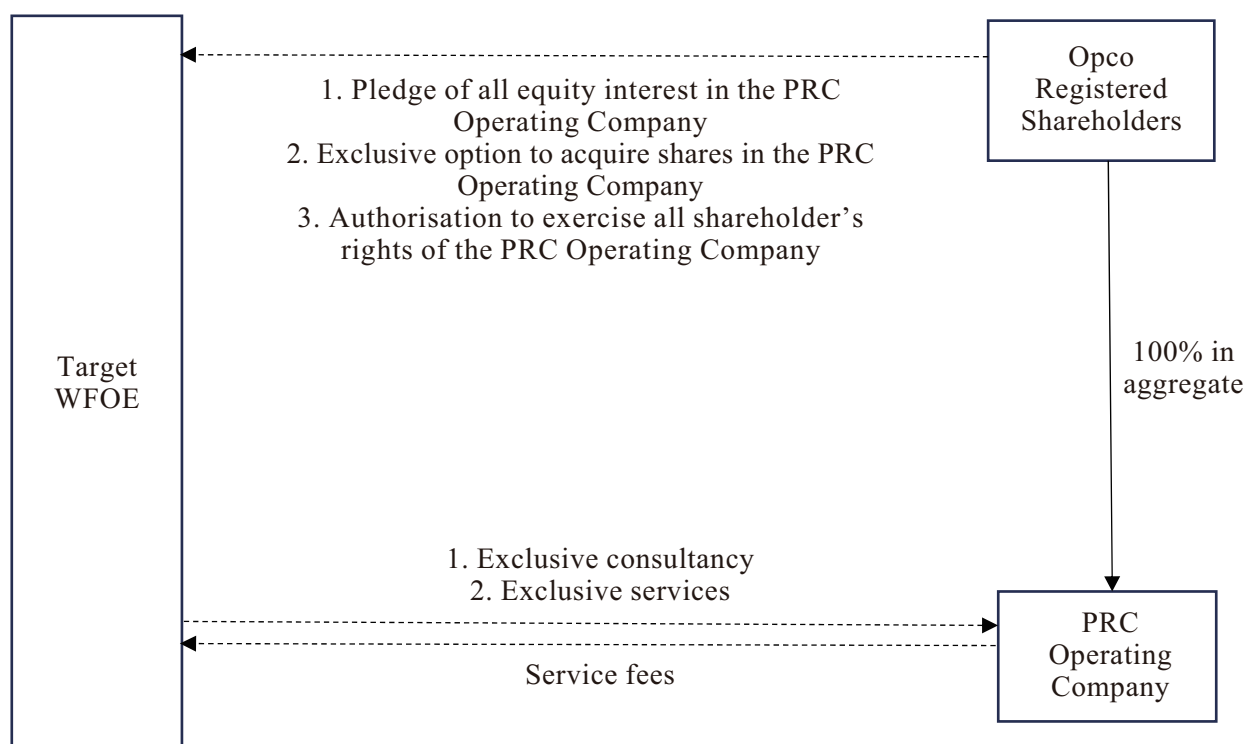 Opco
Registered
Shareholders
1. Pledge of all equity interest in the PRC
Operating Company
2. Exclusive option to acquire shares in the PRC
Operating Company
3. Authorisation to exercise all shareholder’s
rights of the PRC Operating Company
Target
WFOE
100% in
aggregate
1. Exclusive consultancy
2. Exclusive services
PRC
Operating
Company
Service fees